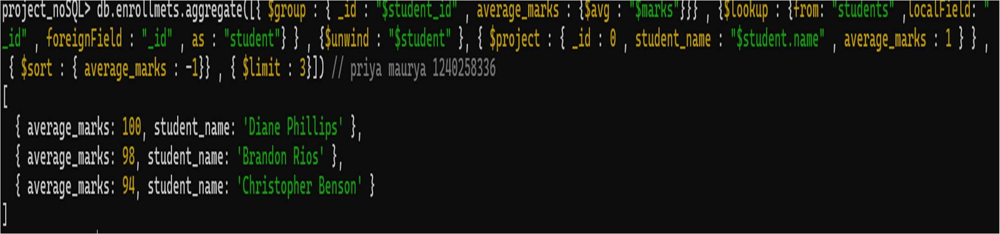 project_noSQL> db.enrollmets.aggregate([{ $group : { _id : "$student_id" , average_marks : {$avg : "$marks"}}} , {$lookup : {from: "students" ,localField: "
_id" , foreignField : "_id" , as : "student"} } , {$unwind : "$student" }, { $project : { _id : 0 , student_name : "$student.name" , average_marks : 1 } } ,
{ $sort : { average_marks : -1}} , { $limit : 3}]) // priya maurya 1240258336
[
{ average_marks: 100, student_name: 'Diane Phillips' },
{ average_marks: 98, student_name: 'Brandon Rios' },
{ average_marks: 94, student_name: 'Christopher Benson' }
]